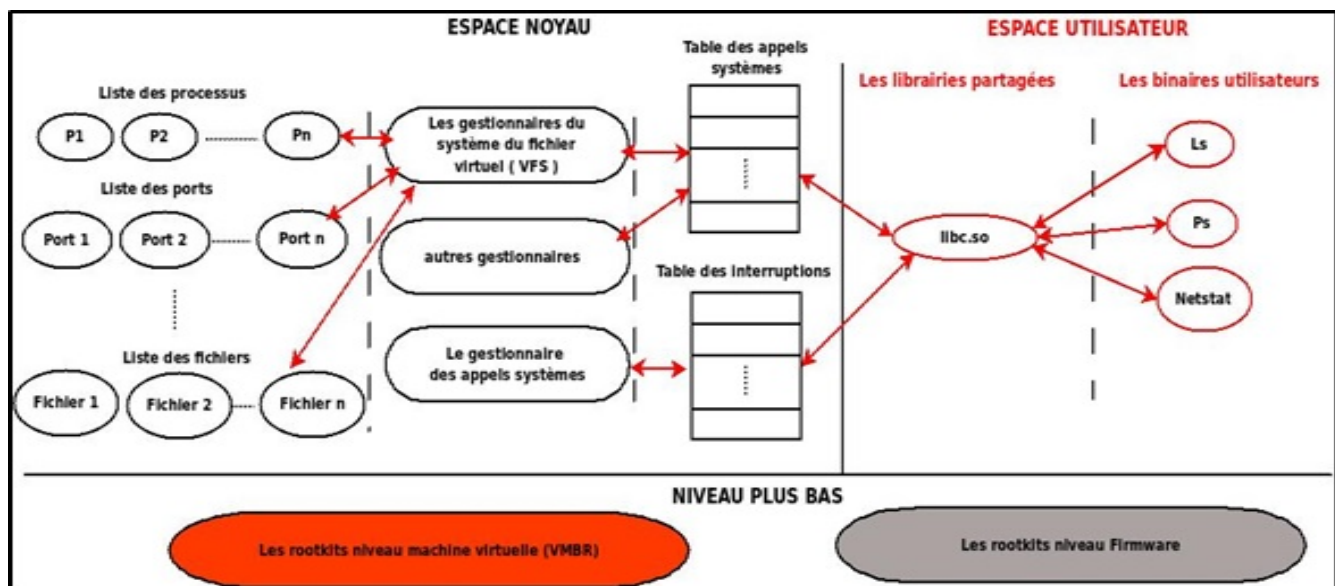 ESPACE NOYAU
ESPACE UTILISATEUR
Table des appels
systèmes
Les librairies partagées
Les binaires utilisateurs
Liste des processus
P1
P2
Pn
Les gestionnaires du
système du fichier
virtuel ( VFS )
Ls
Liste des ports
Port 1
Port 2
Port n
autres gestionnaires
libc.so
Ps
Table des interruptions
Netstat
Liste des fichiers
Fichier 1
Fichier 2
Fichier n
Le gestionnaire
des appels systèmes
NIVEAU PLUS BAS
Les rootkits niveau machine virtuelle (VMBR)
Les rootkits niveau Firmware